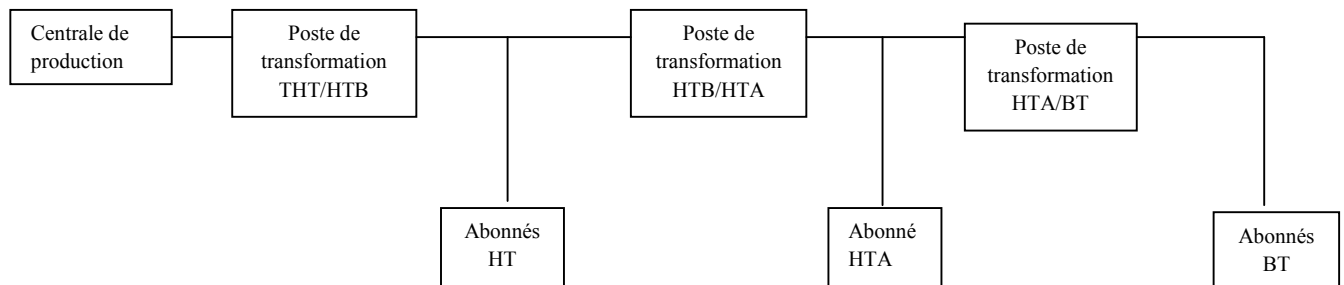 Centrale de
production
Poste de
transformation
THT/HTB
Poste de
transformation
HTB/HTA
Poste de
transformation
HTA/BT
Abonnés
HT
Abonné
HTA
Abonnés
BT